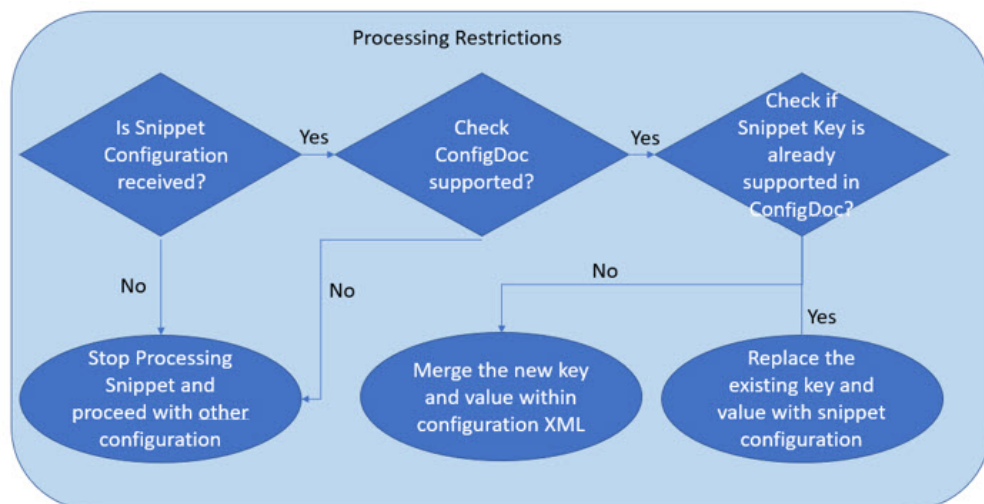 Processing Restrictions
Is Snippet
Configuration
received?
Yes
Check
ConfigDoc
supported?
Yes
Check if
Snippet Key is
already
supported in
ConfigDoc?
No
No
No
Yes
Stop Processing
Snippet and
proceed with other
configuration
Merge the new key
and value within
configuration XML
Replace the
existing key and
value with snippet
configuration